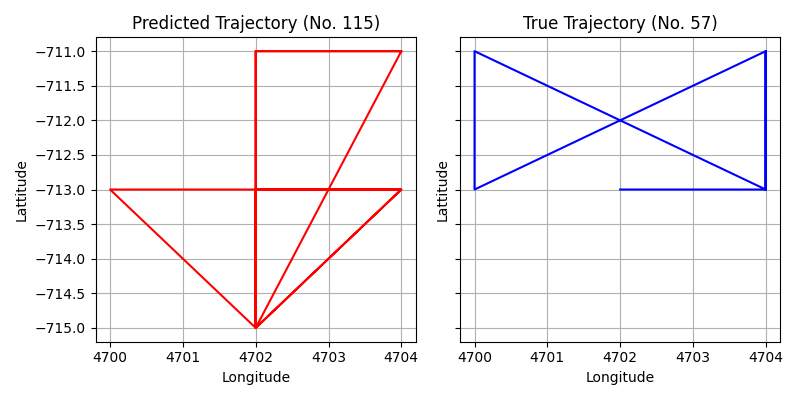 Predicted Trajectory (No. 115)
True Trajectory (No. 57)
−711.0
−711.5
−712.0
−712.5
−713.0
−713.5
−714.0
−714.5
−715.0
Lattitude
Lattitude
4700 4701 4702 4703 4704
4700 4701 4702 4703 4704
Longitude
Longitude